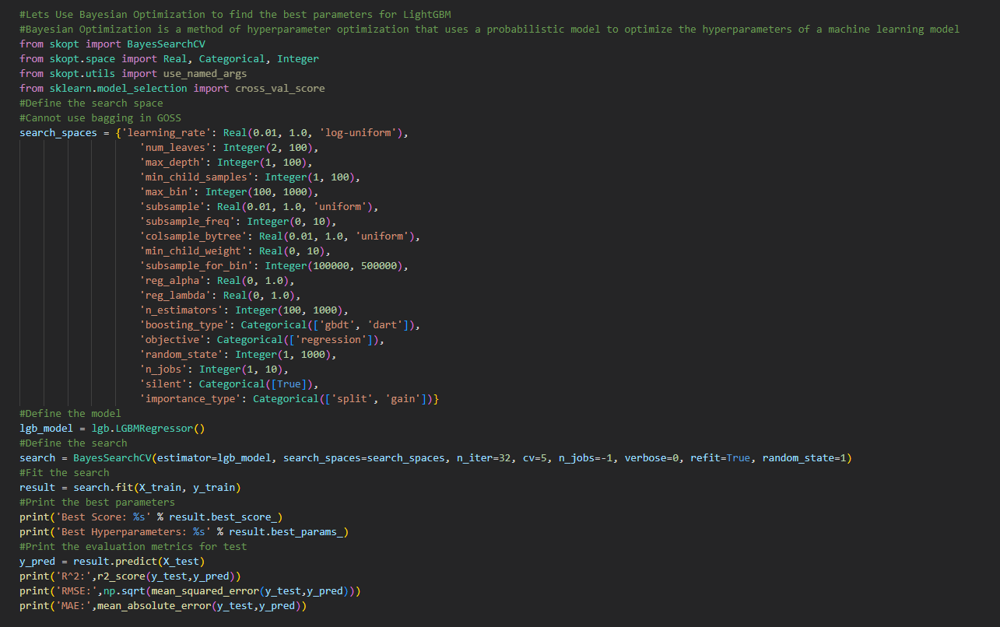 #Lets Use Bayesian Optimization to find the best parameters for LightGBM
#Bayesian Optimization is a method of hyperparameter optimization that uses a probabilistic model to optimize the hyperparameters of a machine learning model
from skopt import BayesSearchCV
from skopt.space import Real, Categorical, Integer
from skopt.utils import use_named_args
from sklearn.model_selection import cross_val_score
#Define the search space
#Cannot use bagging in GOSS
search_spaces = {'learning_rate': Real(0.01, 1.0, 'log-uniform'),
'num_leaves': Integer(2, 100),
'max_depth': Integer(1, 100),
'min_child_samples': Integer(1, 100),
'max_bin': Integer(100, 1000),
'subsample': Real(0.01, 1.0, 'uniform'),
'subsample_freq': Integer(0, 10),
'colsample_bytree': Real(0.01, 1.0, 'uniform'),
'min_child_weight': Real(0, 10),
'subsample_for_bin': Integer(100000, 500000),
'reg_alpha': Real(0, 1.0),
'reg_lambda': Real(0, 1.0),
'n_estimators': Integer(100, 1000),
'boosting_type': Categorical(['gbdt', 'dart']),
'objective': Categorical(['regression']),
'random_state': Integer(1, 1000),
'n_jobs': Integer(1, 10),
'silent': Categorical([True]),
'importance_type': Categorical(['split', 'gain'])}
#Define the model
lgb_model = lgb.LGBMRegressor()
#Define the search
search = BayesSearchCV(estimator=lgb_model, search_spaces=search_spaces, n_iter=32, cv=5, n_jobs=-1, verbose=0, refit=True, random_state=1)
#Fit the search
result = search.fit(X_train, y_train)
#Print the best parameters
print('Best Score: %s' % result.best_score_)
print('Best Hyperparameters: %s' % result.best_params_)
#Print the evaluation metrics for test
y_pred = result.predict(X_test)
print('R^2:',r2_score(y_test,y_pred))
print('RMSE:',np.sqrt(mean_squared_error(y_test,y_pred)))
print('MAE:',mean_absolute_error(y_test,y_pred))